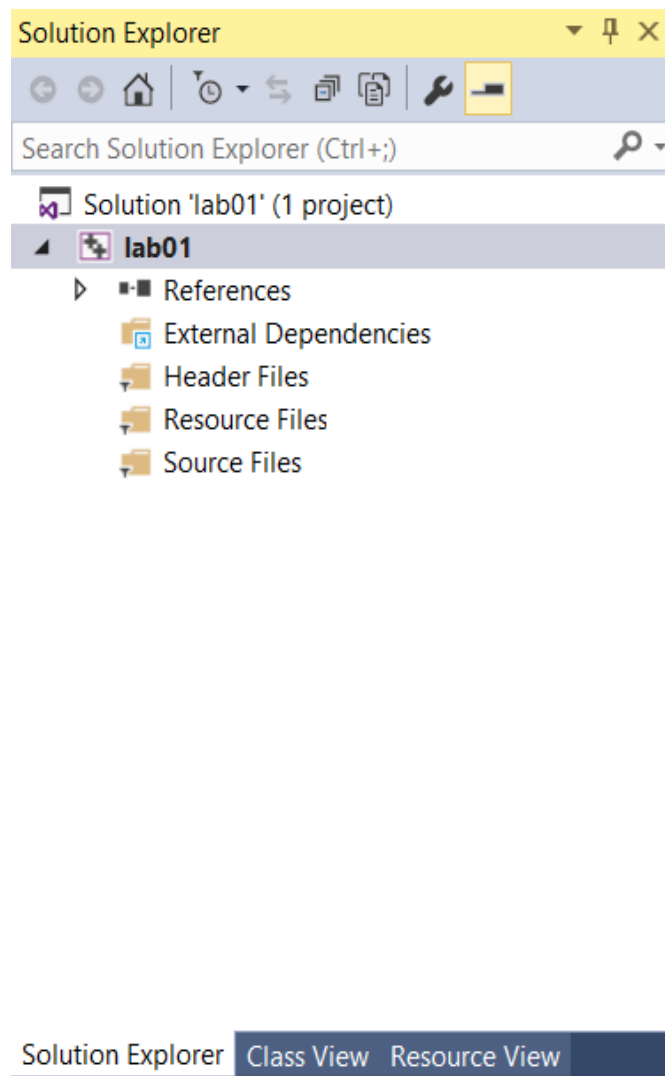 Solution Explorer
Search Solution Explorer (Ctrl+;)
Solution 'lab01' (1 project)
lab01
References
External Dependencies
Header Files
Resource Files
Source Files
Solution Explorer Class View Resource View